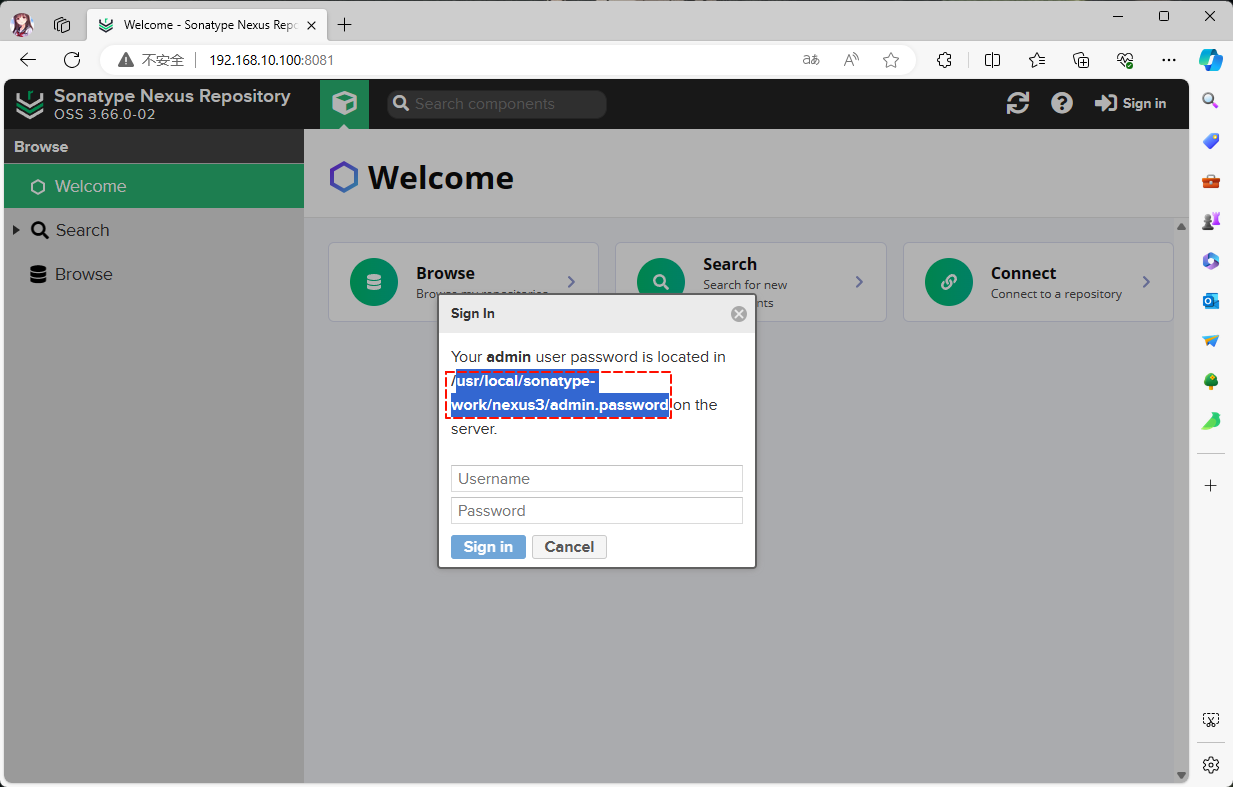 Welcome - Sonatype Nexus Repo
不安全
192.168.10.100:8081
aあ
A
Sonatype Nexus Repository
OSS 3.66.0-02
Search components
Sign in
Browse
Welcome
Search
Browse
Welcome
Browse
Search
Search for new
Connect
Connect to a repository
Sign In
Your admin user password is located in
/usr/local/sonatype-
work/nexus3/admin.password on the
server.
Username
Password
Sign in
Cancel